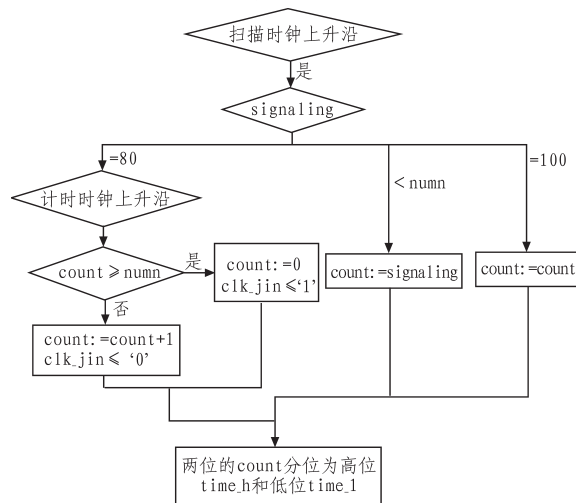 扫描时钟上升沿
是
signaling
=80
<numn
=100
计时时钟上升沿
count≥numn
是
count:=0
clk_jin≤‘1’
count:=signaling
count:=count
否
count:=count+1
clk_jin≤ ‘0’
两位的count分位为高位
time_h和低位time_1